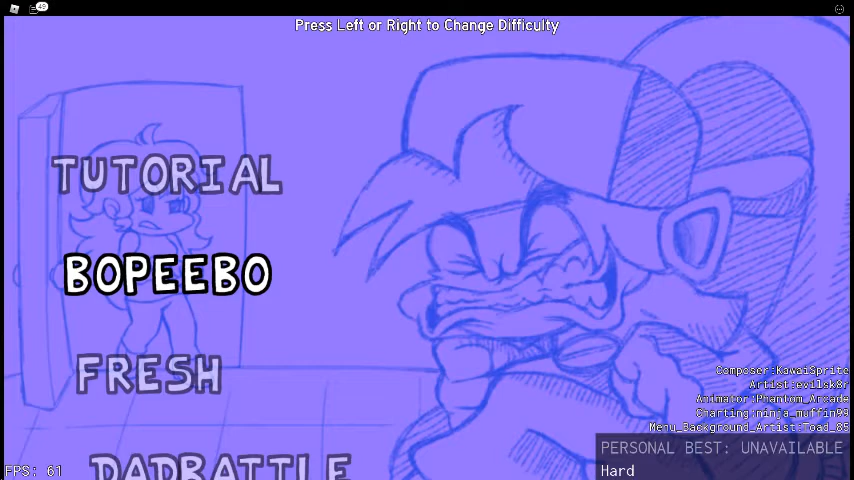 49
Press Left or Right to Change Difficulty
TUTORIAL
BOPEEBO
FRESH
DADBATTLE
Composer:KawaiSprite
Artist:evilsk8r
Animator:Phantom_Arcade
Charting:ninja_muffin99
Menu_Background_Artist:Toad_85
PERSONAL BEST: UNAVAILABLE
Hard
FPS: 61